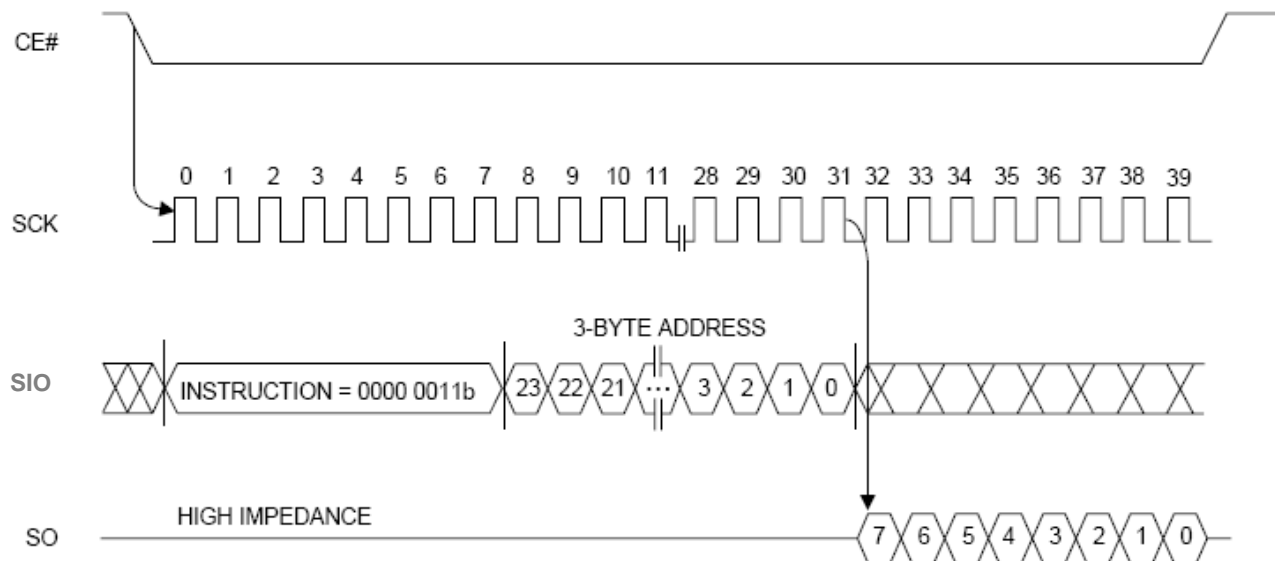 CE#
0 1 2 3 4 5 6 7 8 9 10 11 28 29 30 31 32 33 34 35 36 37 38 39
SCK
3-BYTE ADDRESS
SIO INSTRUCTION = 0000 0011b 23 22 21 ... 3 2 1 0
HIGH IMPEDANCE
SO 7 6 5 4 3 2 1 0